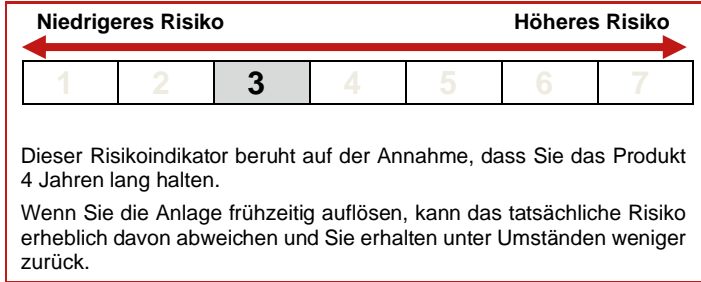 Niedrigeres Risiko Höheres Risiko
1 2 3 4 5 6 7
Dieser Risikoindikator beruht auf der Annahme, dass Sie das Produkt
4 Jahren lang halten.
Wenn Sie die Anlage frühzeitig auflösen, kann das tatsächliche Risiko
erheblich davon abweichen und Sie erhalten unter Umständen weniger
zurück.